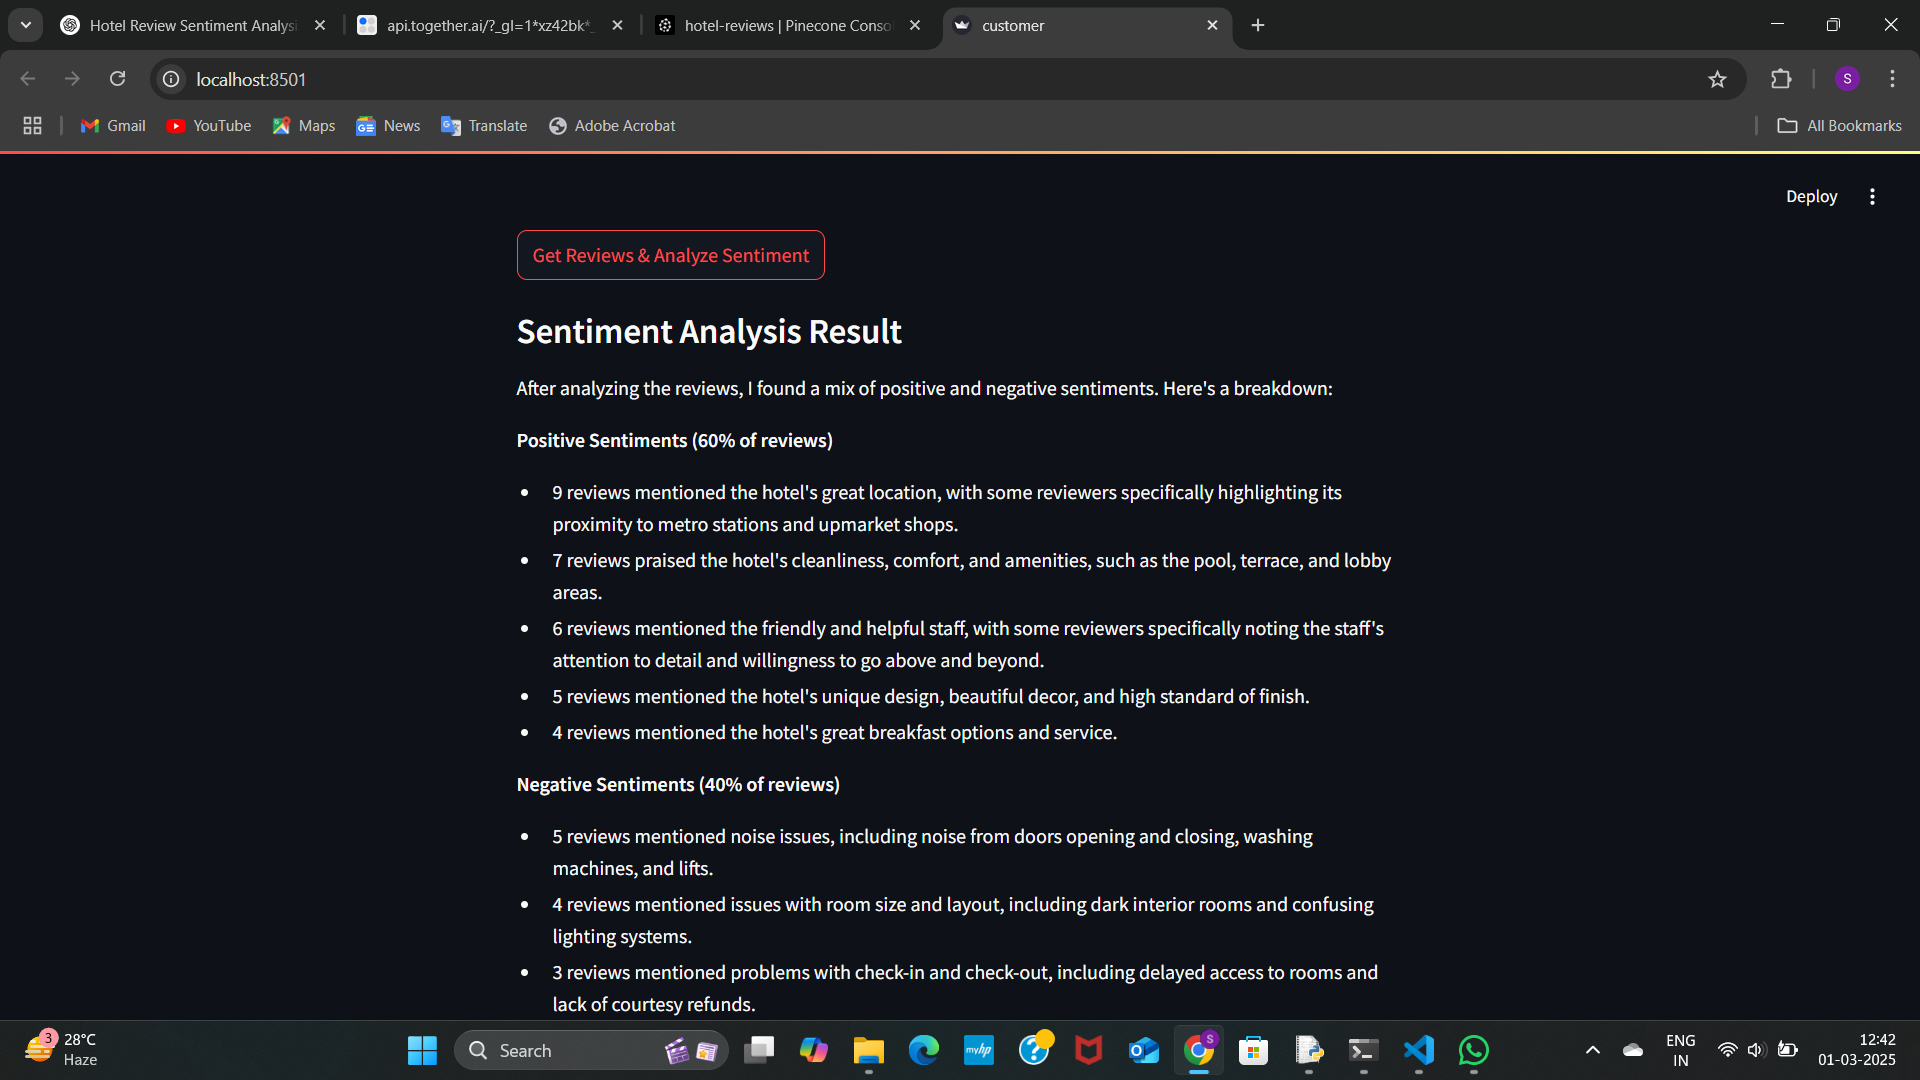 Hotel Review Sentiment Analysi
api.together.ai/?_gl=1*xz42bk*_
hotel-reviews | Pinecone Conso
customer
localhost:8501
S
Gmail
YouTube
Maps
News
Translate
Adobe Acrobat
All Bookmarks
Deploy
Get Reviews & Analyze Sentiment
Sentiment Analysis Result
After analyzing the reviews, I found a mix of positive and negative sentiments. Here's a breakdown:
Positive Sentiments (60% of reviews)
9 reviews mentioned the hotel's great location, with some reviewers specifically highlighting its
proximity to metro stations and upmarket shops.
7 reviews praised the hotel's cleanliness, comfort, and amenities, such as the pool, terrace, and lobby
areas.
6 reviews mentioned the friendly and helpful staff, with some reviewers specifically noting the staff's
attention to detail and willingness to go above and beyond.
5 reviews mentioned the hotel's unique design, beautiful decor, and high standard of finish.
4 reviews mentioned the hotel's great breakfast options and service.
Negative Sentiments (40% of reviews)
5 reviews mentioned noise issues, including noise from doors opening and closing, washing
machines, and lifts.
4 reviews mentioned issues with room size and layout, including dark interior rooms and confusing
lighting systems.
3 reviews mentioned problems with check-in and check-out, including delayed access to rooms and
lack of courtesy refunds.
3
28°C
Haze
Search
myhp
S
ENG
IN
12:42
01-03-2025